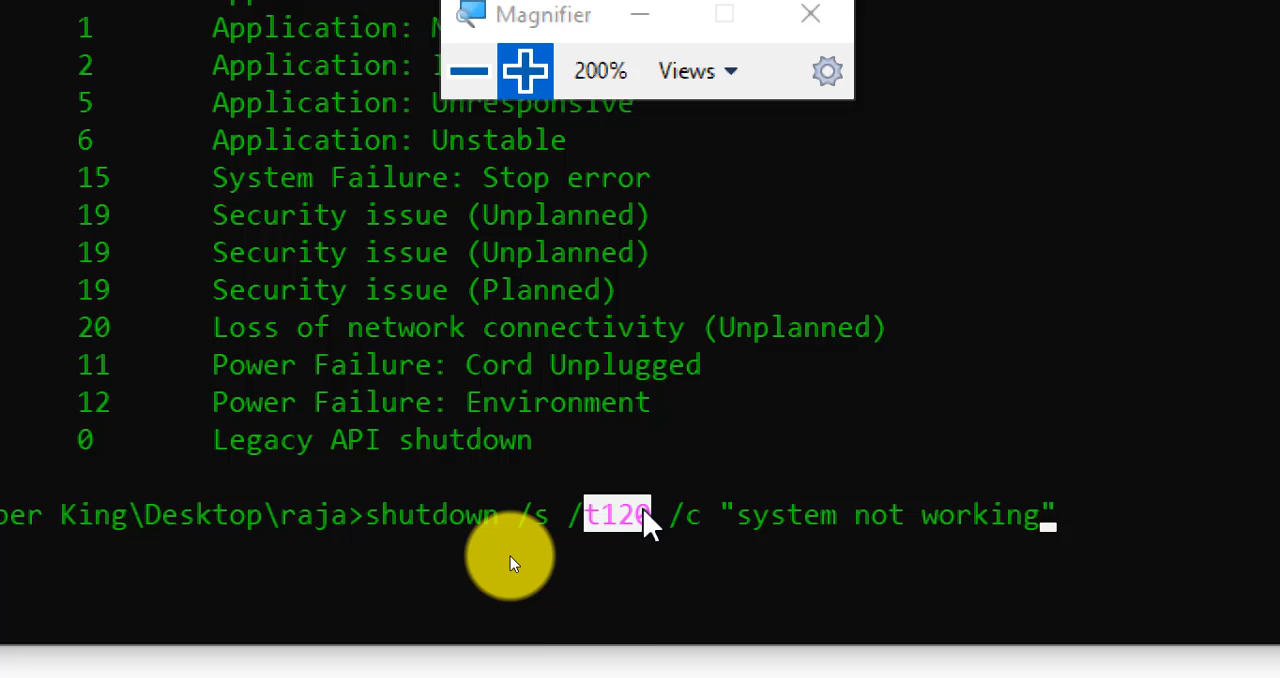 Magnifier
200% Views
1 Application:
2 Application:
5 Application: Unresponsive
6 Application: Unstable
15 System Failure: Stop error
19 Security issue (Unplanned)
19 Security issue (Unplanned)
19 Security issue (Planned)
20 Loss of network connectivity (Unplanned)
11 Power Failure: Cord Unplugged
12 Power Failure: Environment
0 Legacy API shutdown
King\Desktop\raja>shutdown /s /t120 /c "system not working"